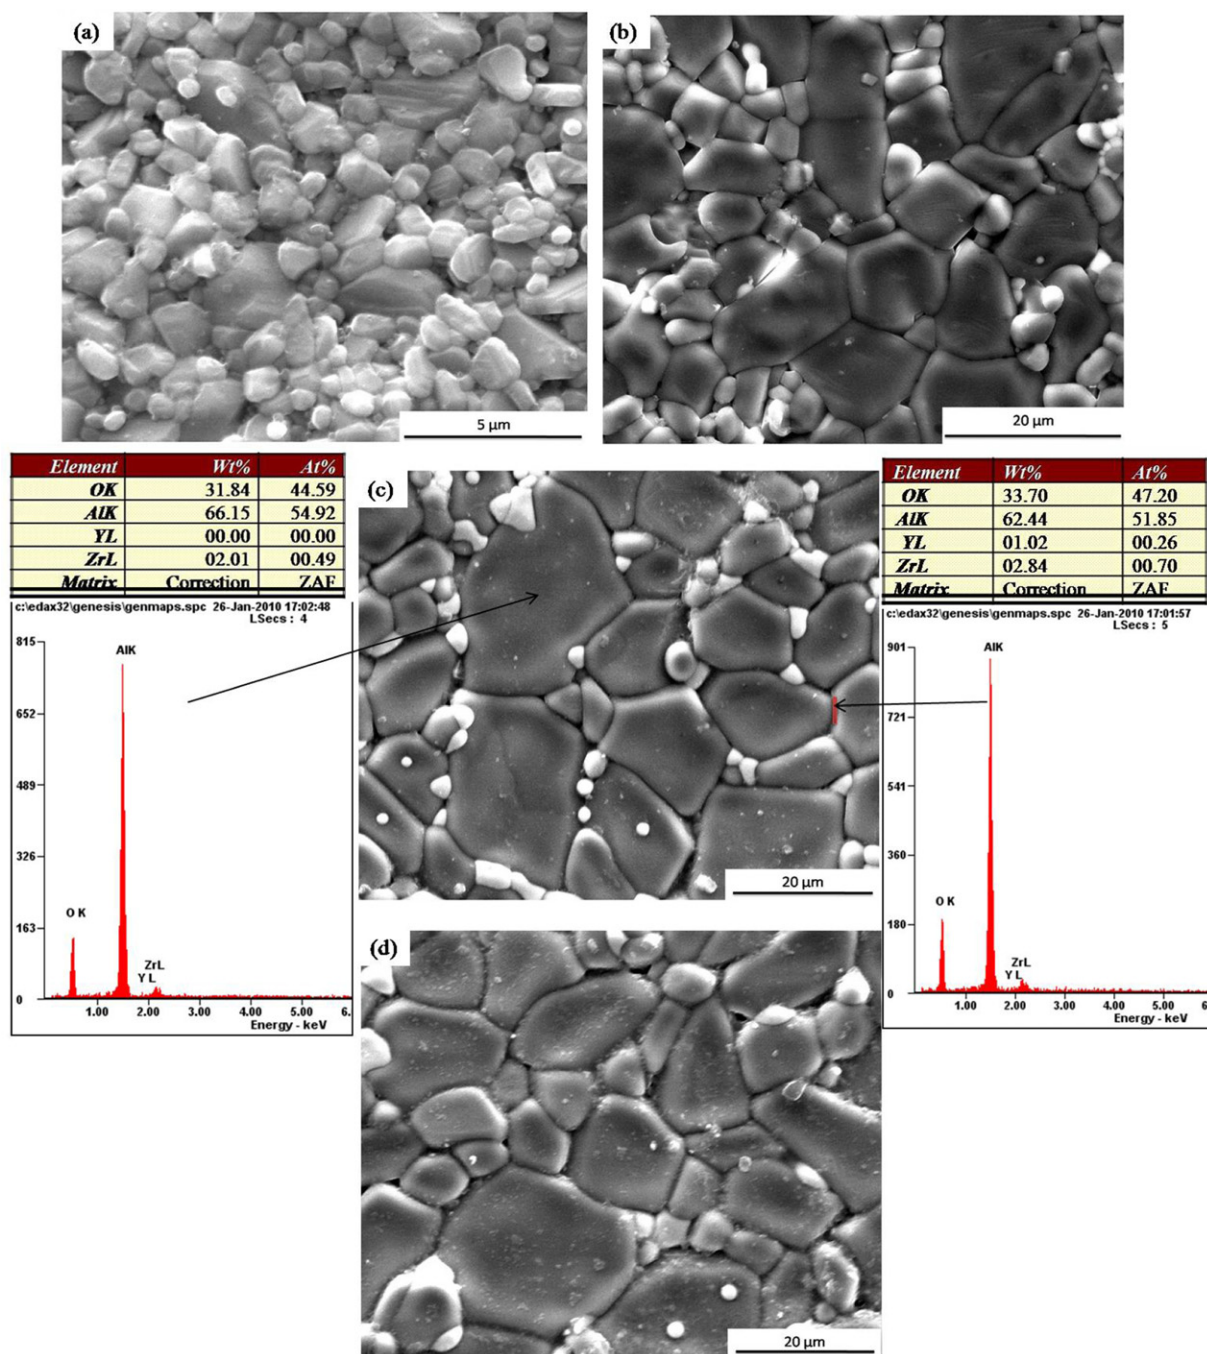 (a)
(b)
5 µm
20 µm
Element Wt% At%
OK 31.84 44.59
AlK 66.15 54.92
YL 00.00 00.00
ZrL 02.01 00.49
Matrix Correction ZAF
c:\edax32\genesis\genmaps.spc 26-Jan-2010 17:02:48
LSecs : 4
815
652
489
326
163
0
AlK
O K
Y L
ZrL
1.00 2.00 3.00 4.00 5.00 6.
Energy - keV
(c)
20 µm
Element Wt% At%
OK 33.70 47.20
AlK 62.44 51.85
YL 01.02 00.26
ZrL 02.84 00.70
Matrix Correction ZAF
c:\edax32\genesis\genmaps.spc 26-Jan-2010 17:01:57
LSecs : 5
901
721
541
360
180
0
AlK
O K
Y L
ZrL
1.00 2.00 3.00 4.00 5.00 6
Energy - keV
(d)
20 µm